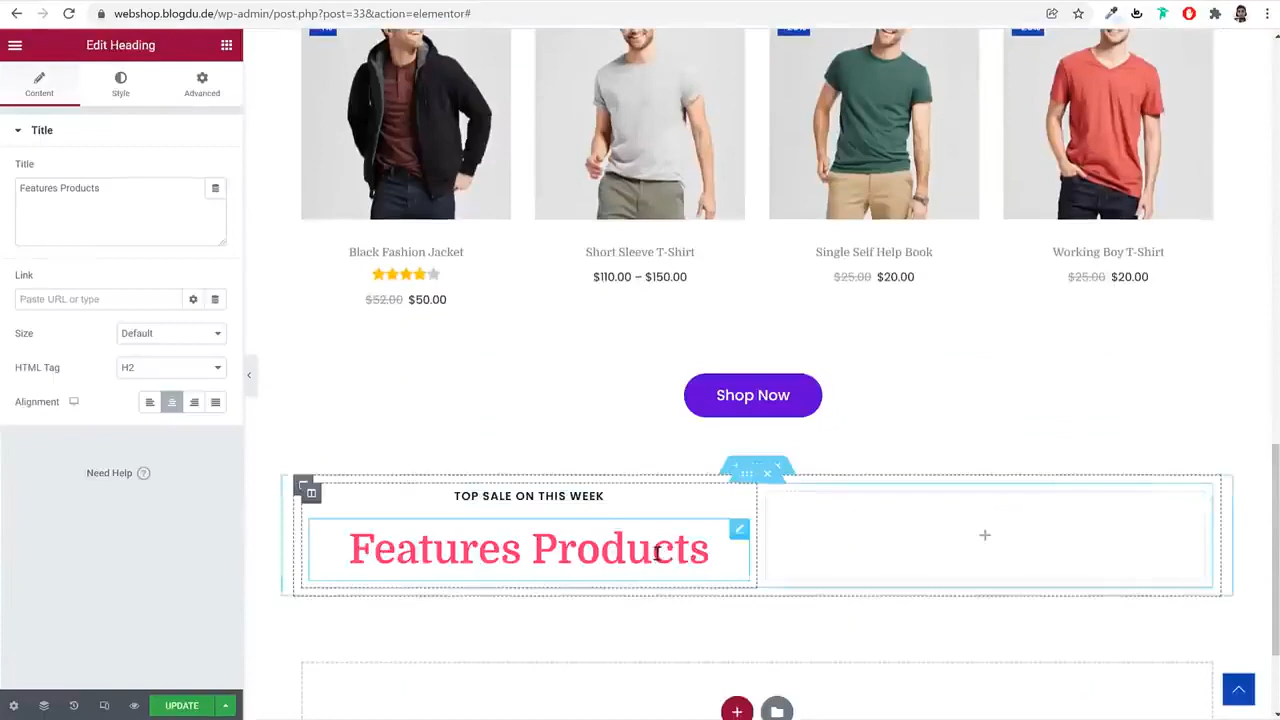 webshop.blogdu.de/wp-admin/post.php?post=33&action=elementor#
Edit Heading
Content
Style
Advanced
Title
Title
Features Products
Link
Paste URL or type
Size
Default
HTML Tag
H2
Alignment
Need Help ?
UPDATE
Black Fashion Jacket
$52.00 $50.00
Short Sleeve T-Shirt
$110.00 – $150.00
Single Self Help Book
$25.00 $20.00
Working Boy T-Shirt
$25.00 $20.00
Shop Now
TOP SALE ON THIS WEEK
Features Products